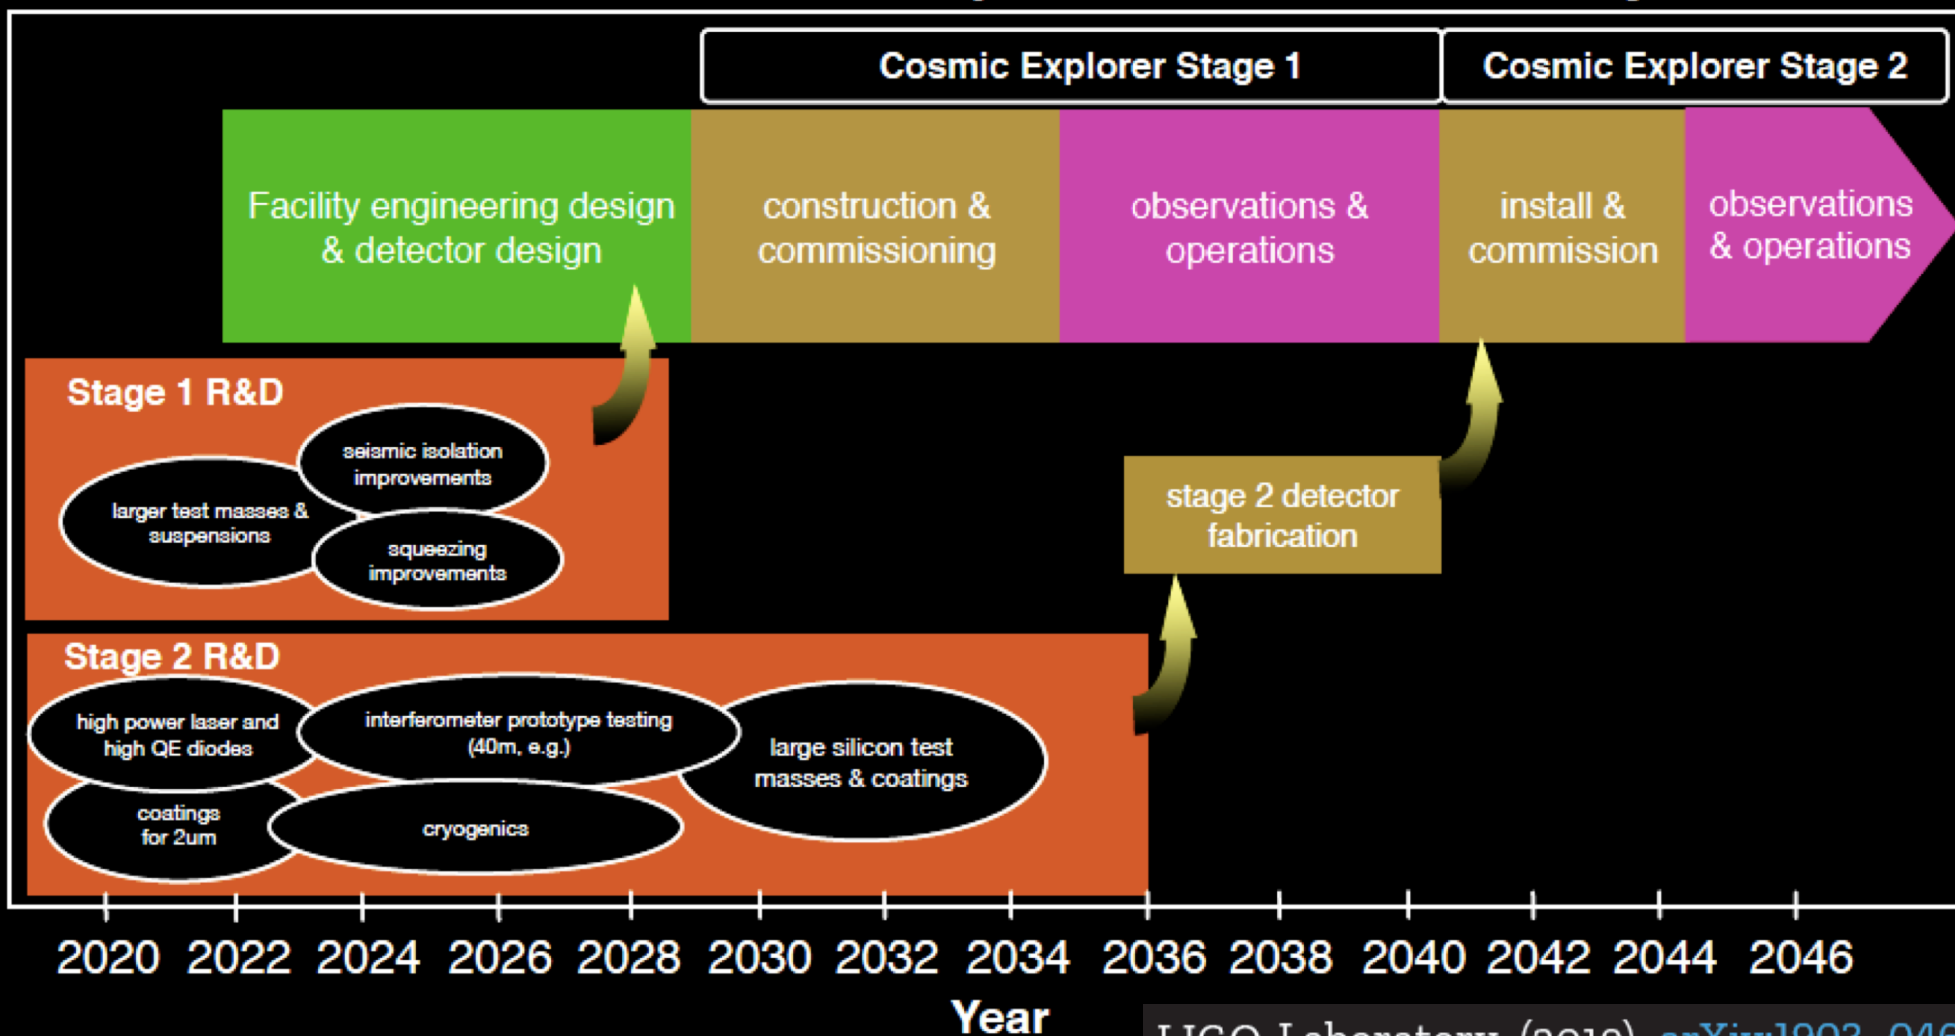 Cosmic Explorer Stage 1
Cosmic Explorer Stage 2
Facility engineering design
& detector design
construction &
commissioning
observations &
operations
install &
commission
observations
& operations
Stage 1 R&D
seismic isolation
improvements
larger test masses &
suspensions
squeezing
improvements
stage 2 detector
fabrication
Stage 2 R&D
high power laser and
high QE diodes
interferometer prototype testing
(40m, e.g.)
large silicon test
masses & coatings
coatings
for 2um
cryogenics
2020 2022 2024 2026 2028 2030 2032 2034 2036 2038 2040 2042 2044 2046
Year
LIGO Laboratory (2019)